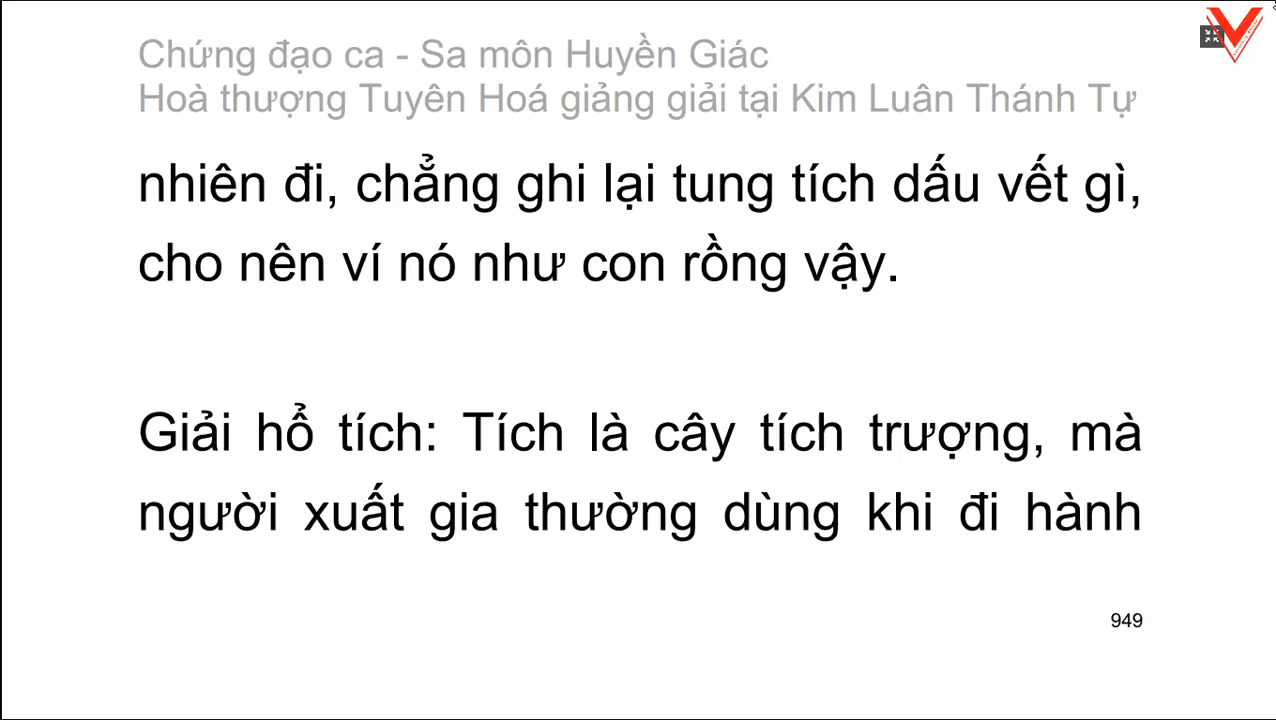 Chứng đạo ca - Sa môn Huyền Giác
Hoà thượng Tuyên Hoá giảng giải tại Kim Luân Thánh Tự
nhiên đi, chẳng ghi lại tung tích dấu vết gì,
cho nên ví nó như con rồng vậy.
Giải hổ tích: Tích là cây tích trượng, mà
người xuất gia thường dùng khi đi hành
949